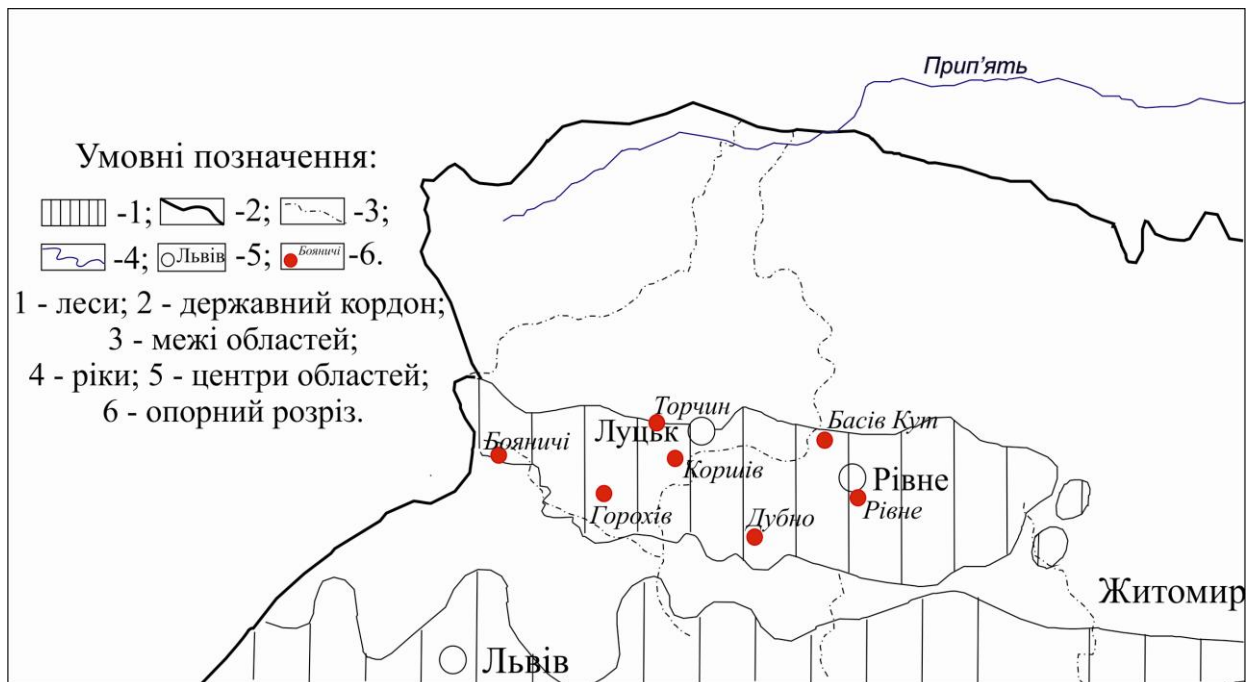 Прип’ять
Умовні позначення:
-1; -2; -3;
-4; Львів -5; Бояничі -6.
1 - леси; 2 - державний кордон;
3 - межі областей;
4 - ріки; 5 - центри областей;
6 - опорний розріз.
Торчин
Басів Кут
Луцьк
Бояничі
Коршів
Рівне
Горохів
Рівне
Дубно
Житомир
Львів